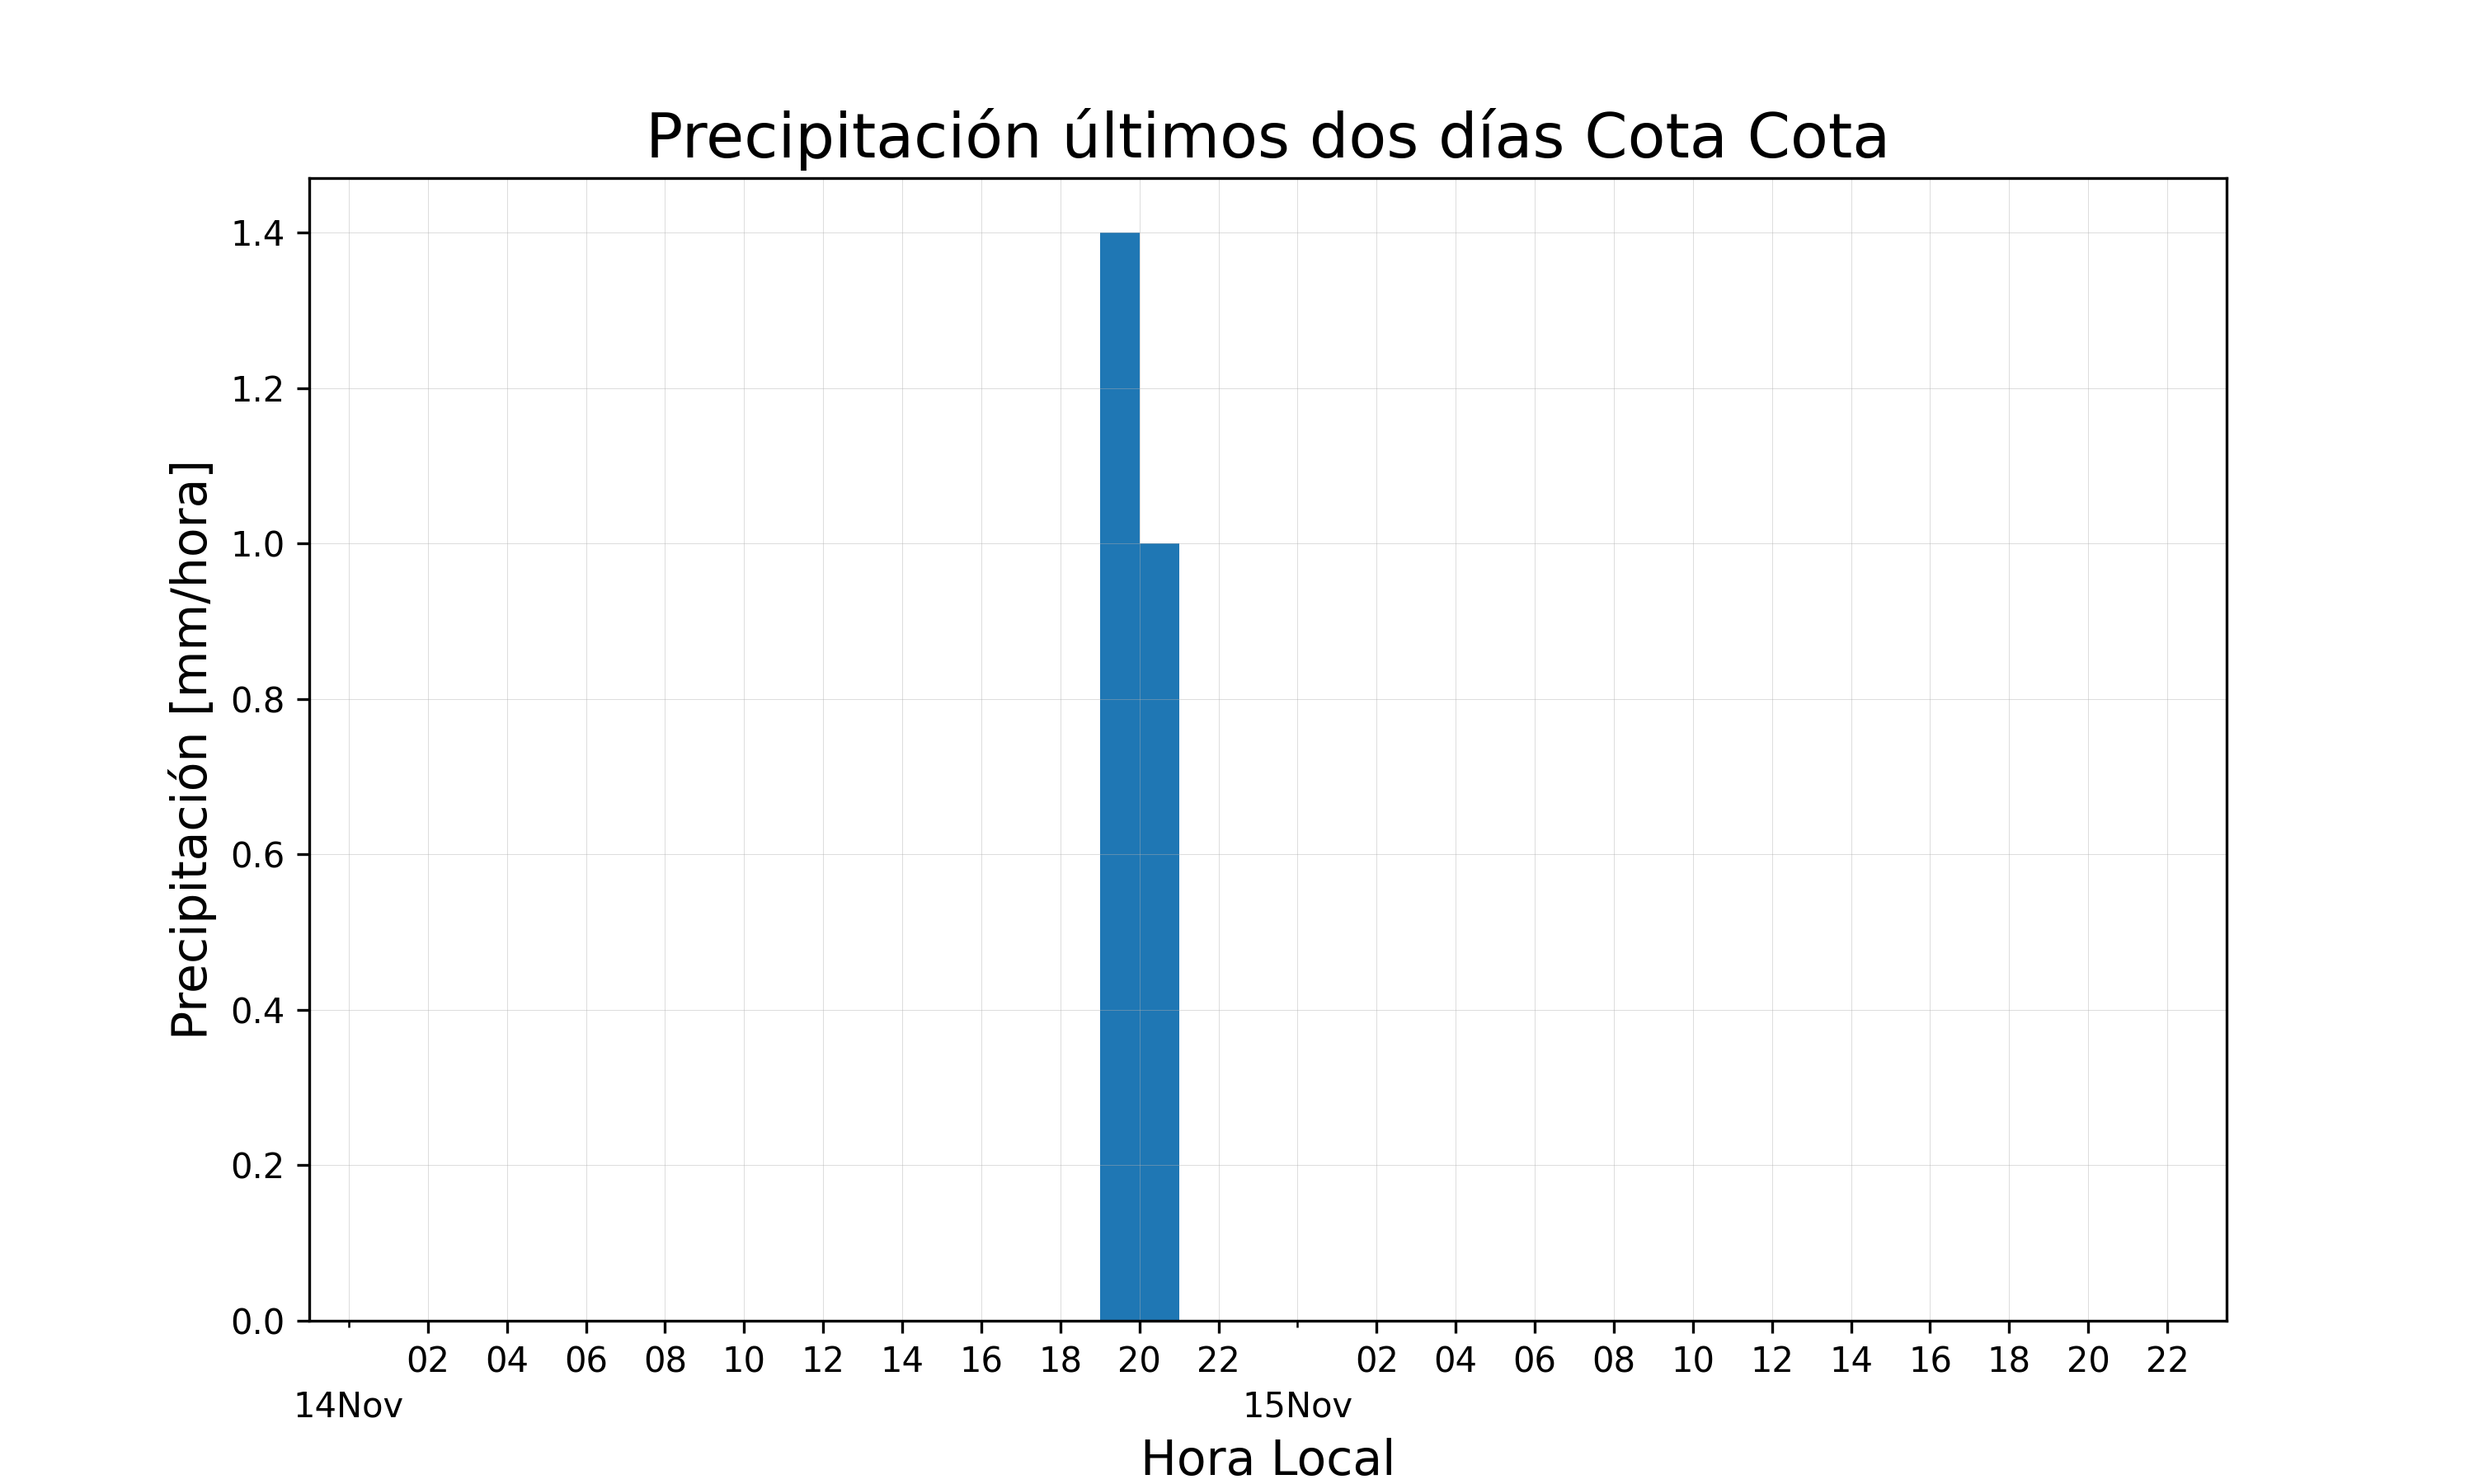 Precipitación últimos dos días Cota Cota
Precipitación [mm/hora]
1.4
1.2
1.0
0.8
0.6
0.4
0.2
0.0
02 04 06 08 10 12 14 16 18 20 22 02 04 06 08 10 12 14 16 18 20 22
14Nov 15Nov
Hora Local